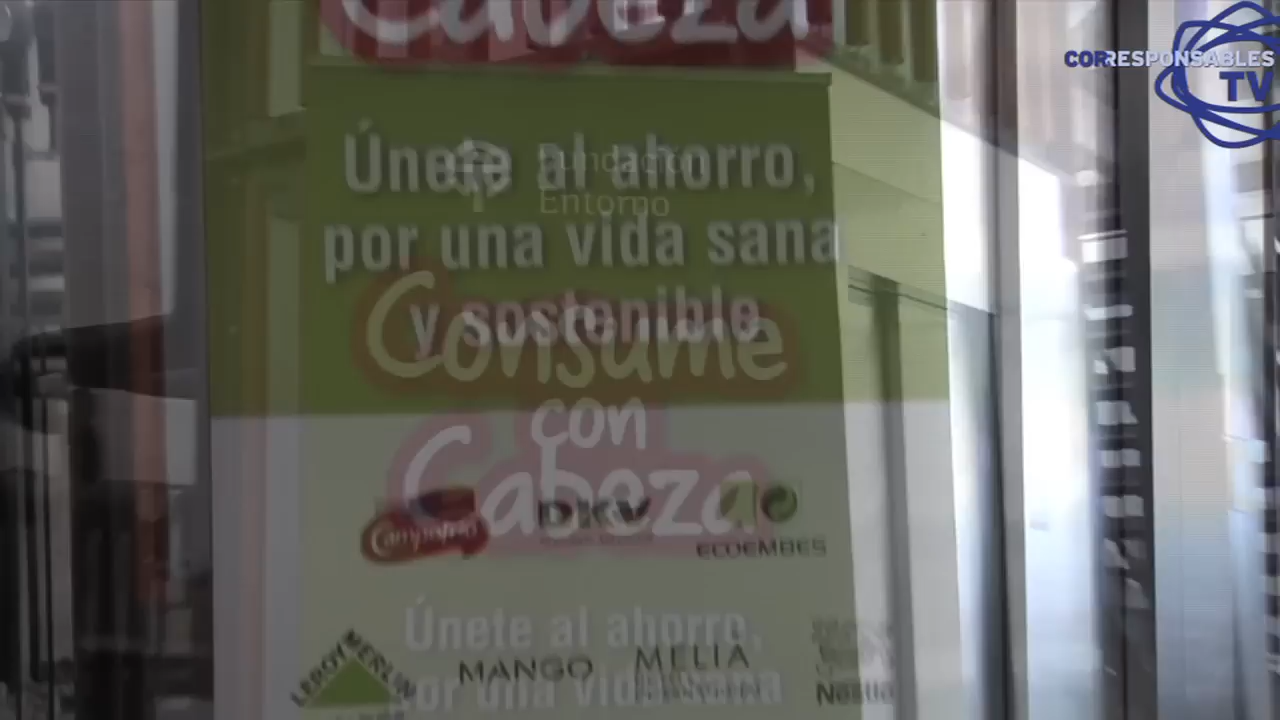 Cabeza
CORRESPONSABLES
TV
Únete al ahorro,
Fundación
Entorno
por una vida sana
y sostenible
Consume
con
Cabeza
Campofrío
DKV
ECOEMBES
Únete al ahorro,
LEROY MERLIN
MANGO
MELIA
por una vida sana
Nestlé